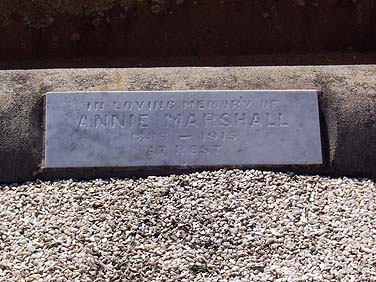 IN LOVING MEMORY OF
ANNIE MARSHALL
— 1915
AT REST